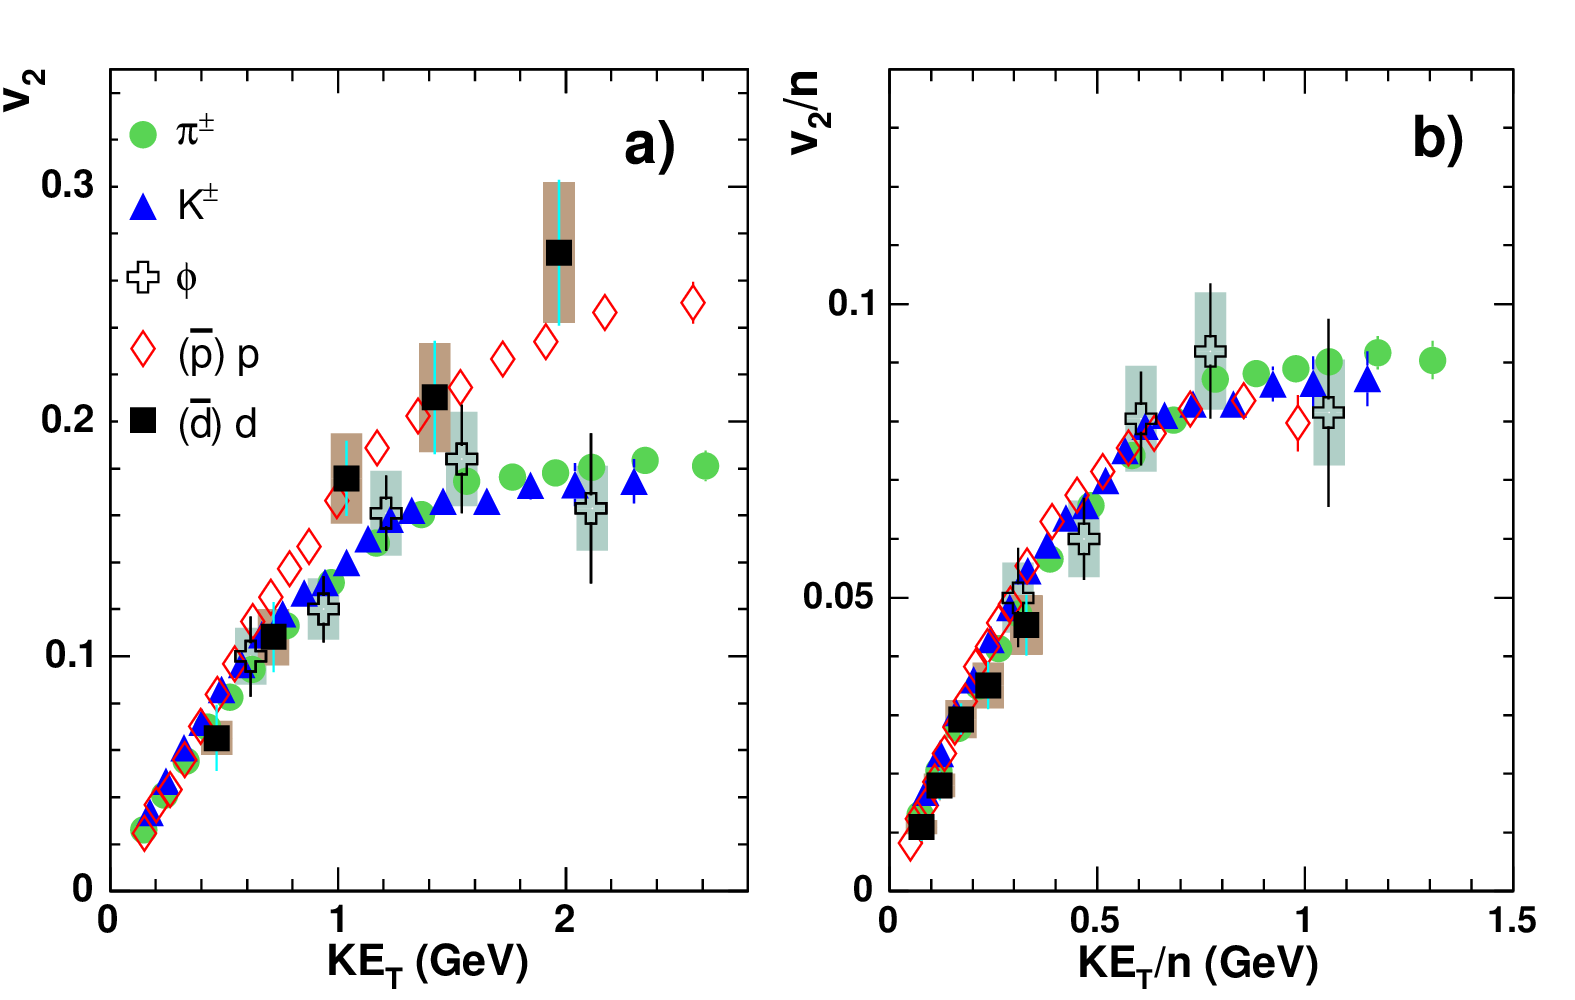 v2
a)
π±
K±
ϕ
(p̅) p
(d̅) d
0.3
0.2
0.1
0
0
1
2
KET (GeV)
v2/n
b)
0.1
0.05
0
0
0.5
1
1.5
KET/n (GeV)